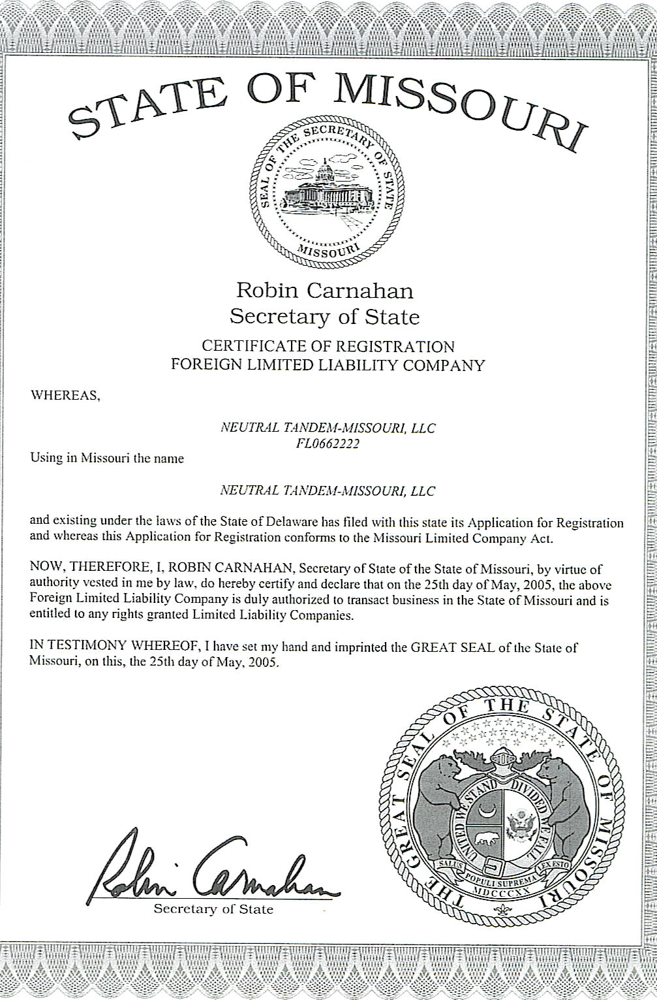 STATE OF MISSOURI
SEAL OF THE SECRETARY OF STATE
MISSOURI
Robin Carnahan
Secretary of State
CERTIFICATE OF REGISTRATION
FOREIGN LIMITED LIABILITY COMPANY
WHEREAS,
NEUTRAL TANDEM-MISSOURI, LLC
FL0662222
Using in Missouri the name
NEUTRAL TANDEM-MISSOURI, LLC
and existing under the laws of the State of Delaware has filed with this state its Application for Registration
and whereas this Application for Registration conforms to the Missouri Limited Company Act.
NOW, THEREFORE, I, ROBIN CARNAHAN, Secretary of State of the State of Missouri, by virtue of
authority vested in me by law, do hereby certify and declare that on the 25th day of May, 2005, the above
Foreign Limited Liability Company is duly authorized to transact business in the State of Missouri and is
entitled to any rights granted Limited Liability Companies.
IN TESTIMONY WHEREOF, I have set my hand and imprinted the GREAT SEAL of the State of
Missouri, on this, the 25th day of May, 2005.
THE GREAT SEAL OF THE STATE OF MISSOURI
UNITED WE STAND DIVIDED WE FALL
SALUS POPULI SUPREMA LEX ESTO
MDCCCXX
Robin Carnahan
Secretary of State